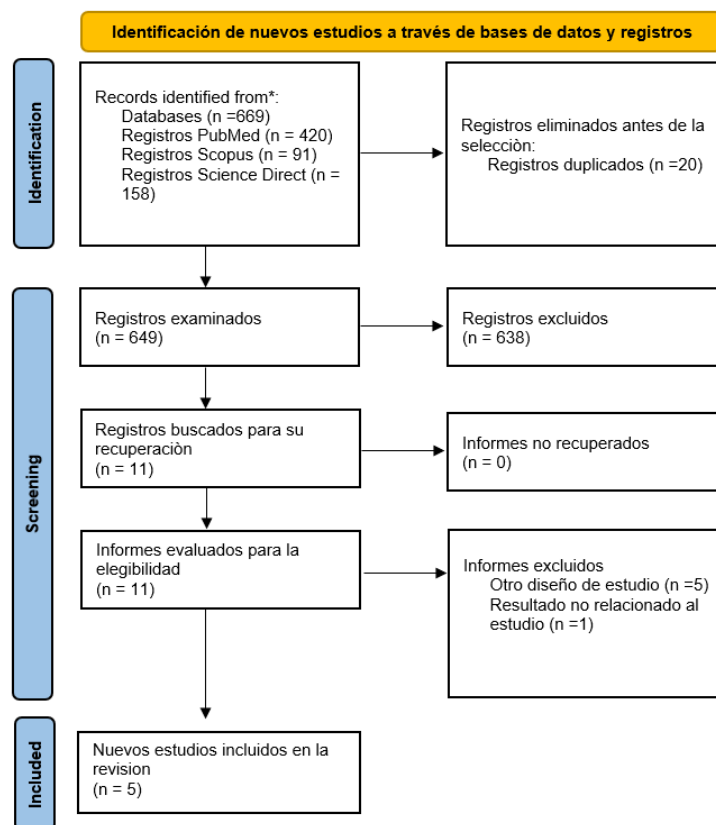 Identificación de nuevos estudios a través de bases de datos y registros
Identification
Records identified from*:
Databases (n =669)
Registros PubMed (n = 420)
Registros Scopus (n = 91)
Registros Science Direct (n =
158)
Registros eliminados antes de la
selecciòn:
Registros duplicados (n =20)
Screening
Registros examinados
(n = 649)
Registros excluidos
(n = 638)
Registros buscados para su
recuperaciòn
(n = 11)
Informes no recuperados
(n = 0)
Informes evaluados para la
elegibilidad
(n = 11)
Informes excluidos
Otro diseño de estudio (n =5)
Resultado no relacionado al
estudio (n =1)
Included
Nuevos estudios incluidos en la
revision
(n = 5)